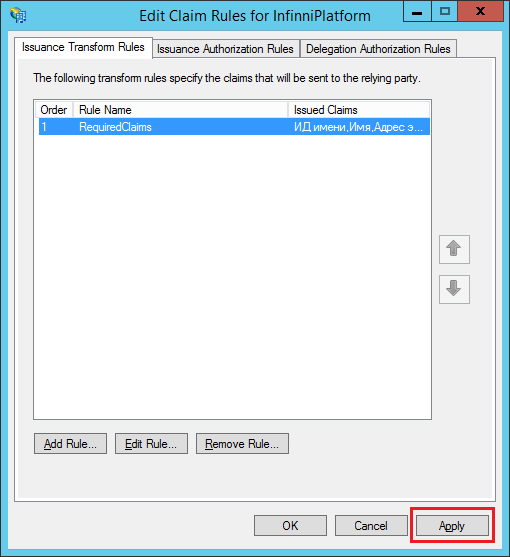 Edit Claim Rules for InfinniPlatform
Issuance Transform Rules Issuance Authorization Rules Delegation Authorization Rules
The following transform rules specify the claims that will be sent to the relying party.
Order Rule Name Issued Claims
1 RequiredClaims ИД имени,Имя,Адрес э...
Add Rule... Edit Rule... Remove Rule...
OK Cancel Apply